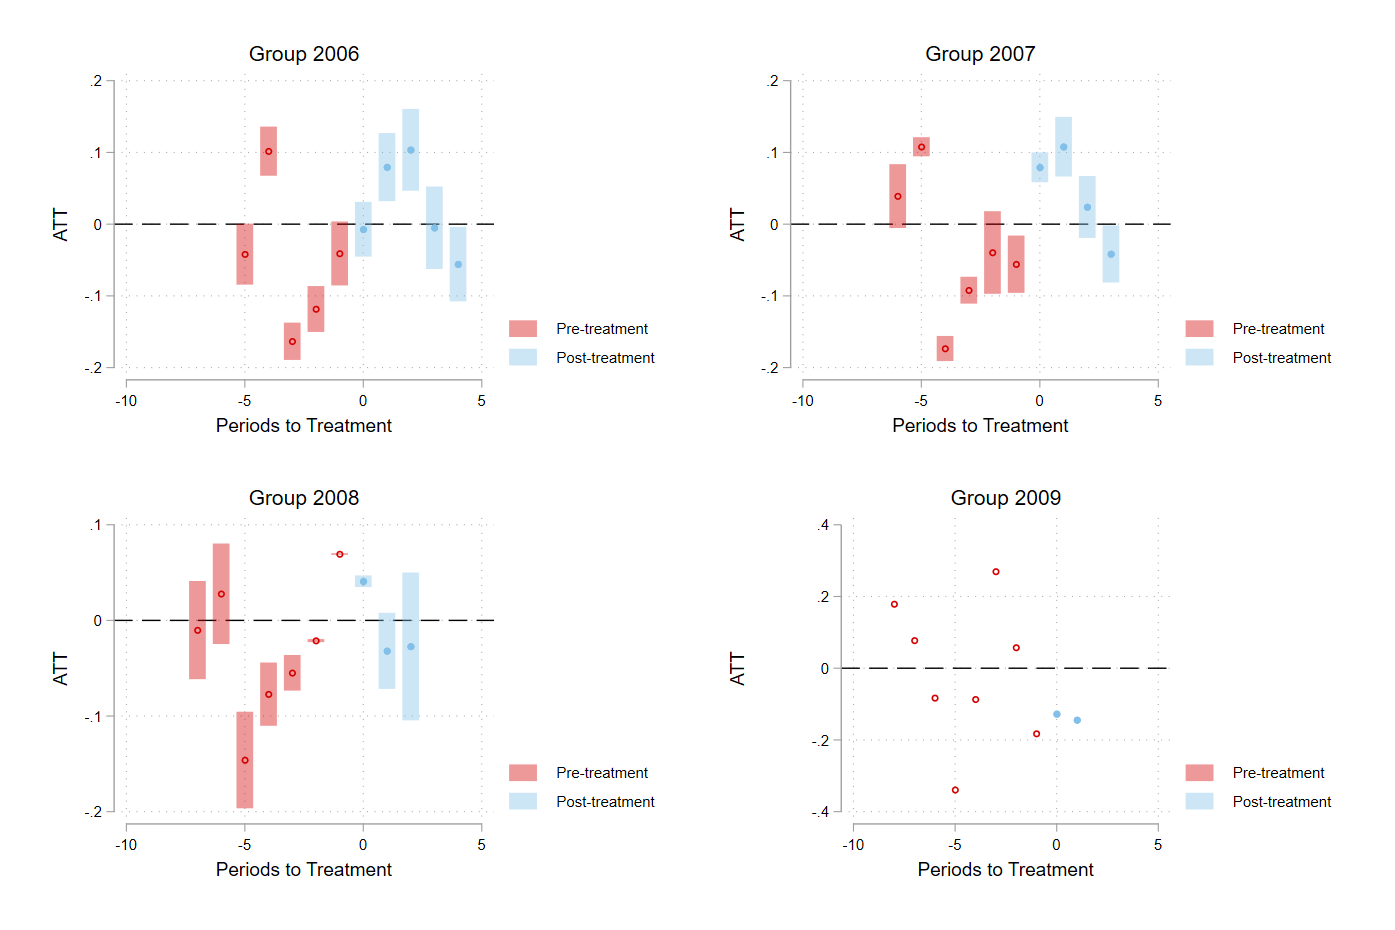 Group 2006
.2
.1
0
-.1
-.2
ATT
-10
-5
0
5
Periods to Treatment
Pre-treatment
Post-treatment
Group 2007
.2
.1
0
-.1
-.2
ATT
-10
-5
0
5
Periods to Treatment
Pre-treatment
Post-treatment
Group 2008
.1
0
-.1
-.2
ATT
-10
-5
0
5
Periods to Treatment
Pre-treatment
Post-treatment
Group 2009
.4
.2
0
-.2
-.4
ATT
-10
-5
0
5
Periods to Treatment
Pre-treatment
Post-treatment